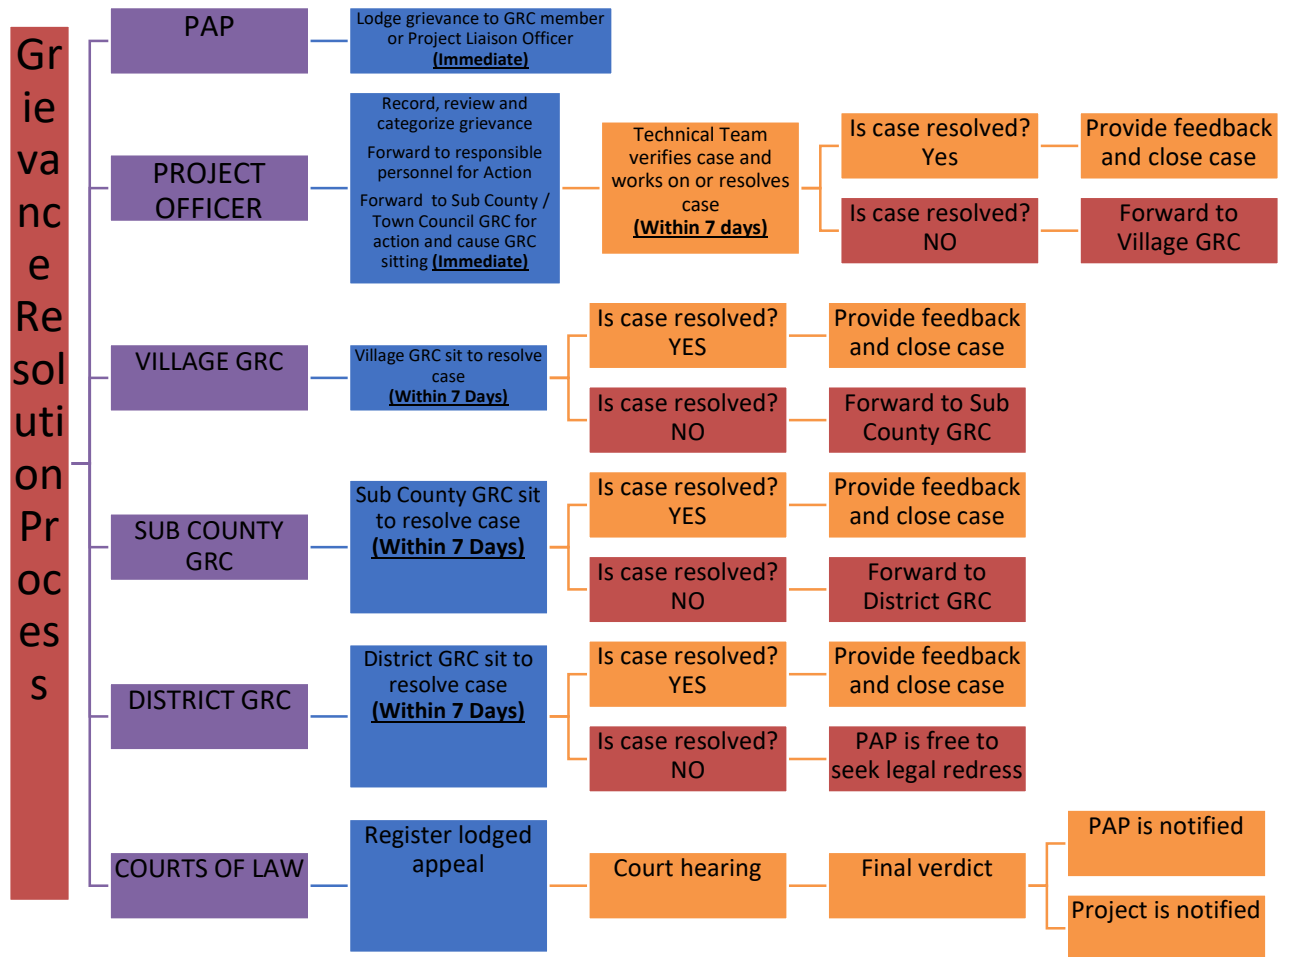 Gr
ie
va
nc
e
Re
sol
uti
on
Pr
oc
es
s
PAP
Lodge grievance to GRC member
or Project Liaison Officer
(Immediate)
PROJECT
OFFICER
Record, review and
categorize grievance
Forward to responsible
personnel for Action
Forward to Sub County /
Town Council GRC for
action and cause GRC
sitting (Immediate)
Technical Team
verifies case and
works on or resolves
case
(Within 7 days)
Is case resolved?
Yes
Provide feedback
and close case
Is case resolved?
NO
Forward to
Village GRC
VILLAGE GRC
Village GRC sit to resolve
case
(Within 7 Days)
Is case resolved?
YES
Provide feedback
and close case
Is case resolved?
NO
Forward to Sub
County GRC
SUB COUNTY
GRC
Sub County GRC sit
to resolve case
(Within 7 Days)
Is case resolved?
YES
Provide feedback
and close case
Is case resolved?
NO
Forward to
District GRC
DISTRICT GRC
District GRC sit to
resolve case
(Within 7 Days)
Is case resolved?
YES
Provide feedback
and close case
Is case resolved?
NO
PAP is free to
seek legal redress
COURTS OF LAW
Register lodged
appeal
Court hearing
Final verdict
PAP is notified
Project is notified